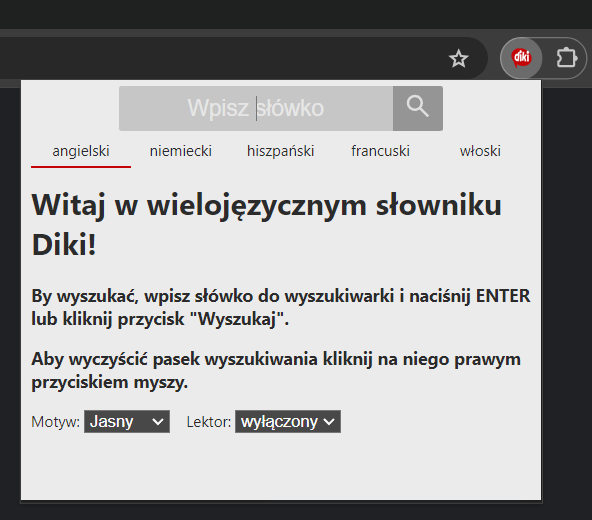 diki
Wpisz słówko
angielski niemiecki hiszpański francuski włoski
Witaj w wielojęzycznym słowniku
Diki!
By wyszukać, wpisz słówko do wyszukiwarki i naciśnij ENTER
lub kliknij przycisk "Wyszukaj".
Aby wyczyścić pasek wyszukiwania kliknij na niego prawym
przyciskiem myszy.
Motyw: Jasny Lektor: wyłączony